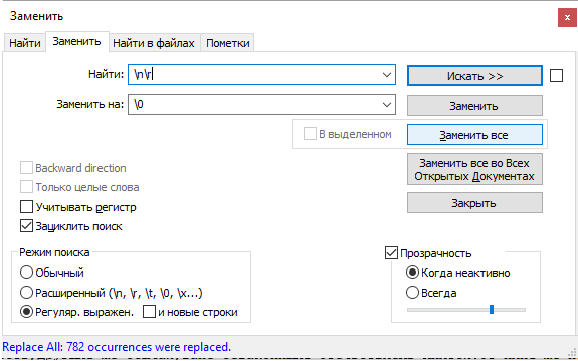 Заменить
Найти
Заменить
Найти в файлах
Пометки
Найти:
\n\r
Искать >>
Заменить на:
\0
Заменить
В выделенном
Заменить все
Backward direction
Заменить все во Всех
Открытых Документах
Только целые слова
Учитывать регистр
Закрыть
Зациклить поиск
Режим поиска
Прозрачность
Обычный
Когда неактивно
Расширенный (\n, \r, \t, \0, \x...)
Всегда
Регуляр. выражен.
и новые строки
Replace All: 782 occurrences were replaced.